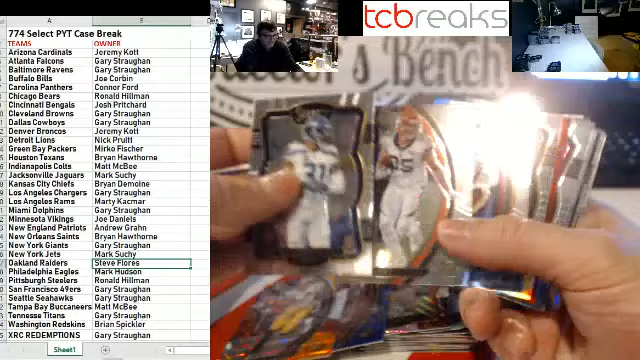 774 Select PYT Case Break
TEAMS OWNER
Arizona Cardinals Jeremy Kott
Atlanta Falcons Gary Straughan
Baltimore Ravens Gary Straughan
Buffalo Bills Joe Corbin
Carolina Panthers Connor Ford
Chicago Bears Ronald Hillman
Cincinnati Bengals Josh Pritchard
Cleveland Browns Gary Straughan
Dallas Cowboys Gary Straughan
Denver Broncos Jeremy Kott
Detroit Lions Nick Pruitt
Green Bay Packers Mirko Fischer
Houston Texans Bryan Hawthorne
Indianapolis Colts Matt McBee
Jacksonville Jaguars Mark Suchy
Kansas City Chiefs Bryan Demoine
Los Angeles Chargers Gary Straughan
Los Angeles Rams Marty Kacmar
Miami Dolphins Gary Straughan
Minnesota Vikings Joe Daniels
New England Patriots Andrew Grahn
New Orleans Saints Bryan Hawthorne
New York Giants Gary Straughan
New York Jets Mark Suchy
Oakland Raiders Steve Flores
Philadelphia Eagles Mark Hudson
Pittsburgh Steelers Ronald Hillman
San Francisco 49ers Gary Straughan
Seattle Seahawks Gary Straughan
Tampa Bay Buccaneers Matt McBee
Tennesse Titans Gary Straughan
Washington Redskins Brian Spickler
XRC REDEMPTIONS Gary Straughan
Sheet1
tcbreaks
's Bench